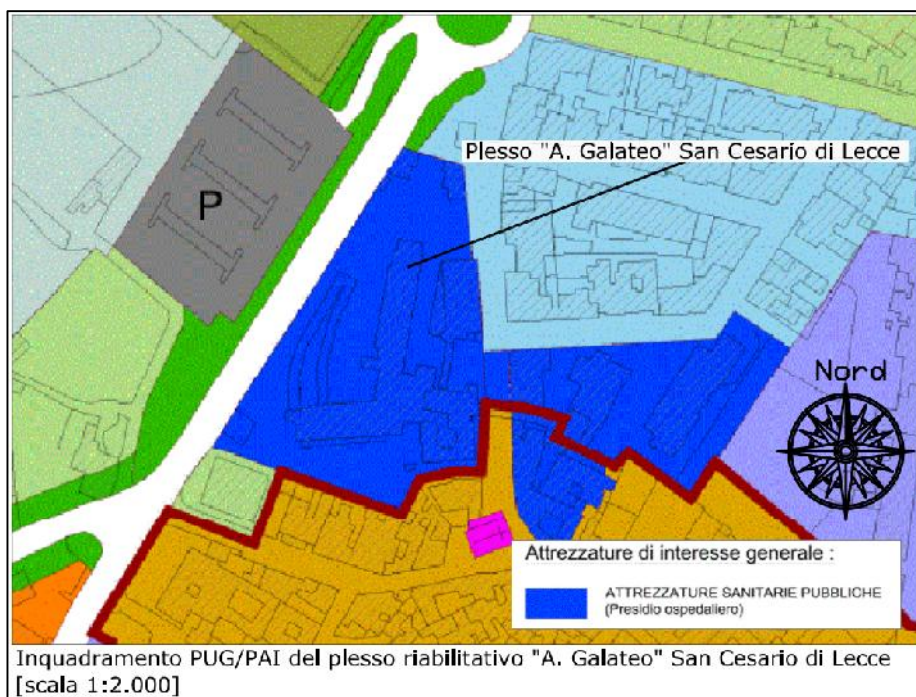 Plesso "A. Galateo" San Cesario di Lecce
P
Nord
Attrezzature di interesse generale :
ATTREZZATURE SANITARIE PUBBLICHE
(Presidio ospedaliero)
Inquadramento PUG/PAI del plesso riabilitativo "A. Galateo" San Cesario di Lecce
[scala 1:2.000]